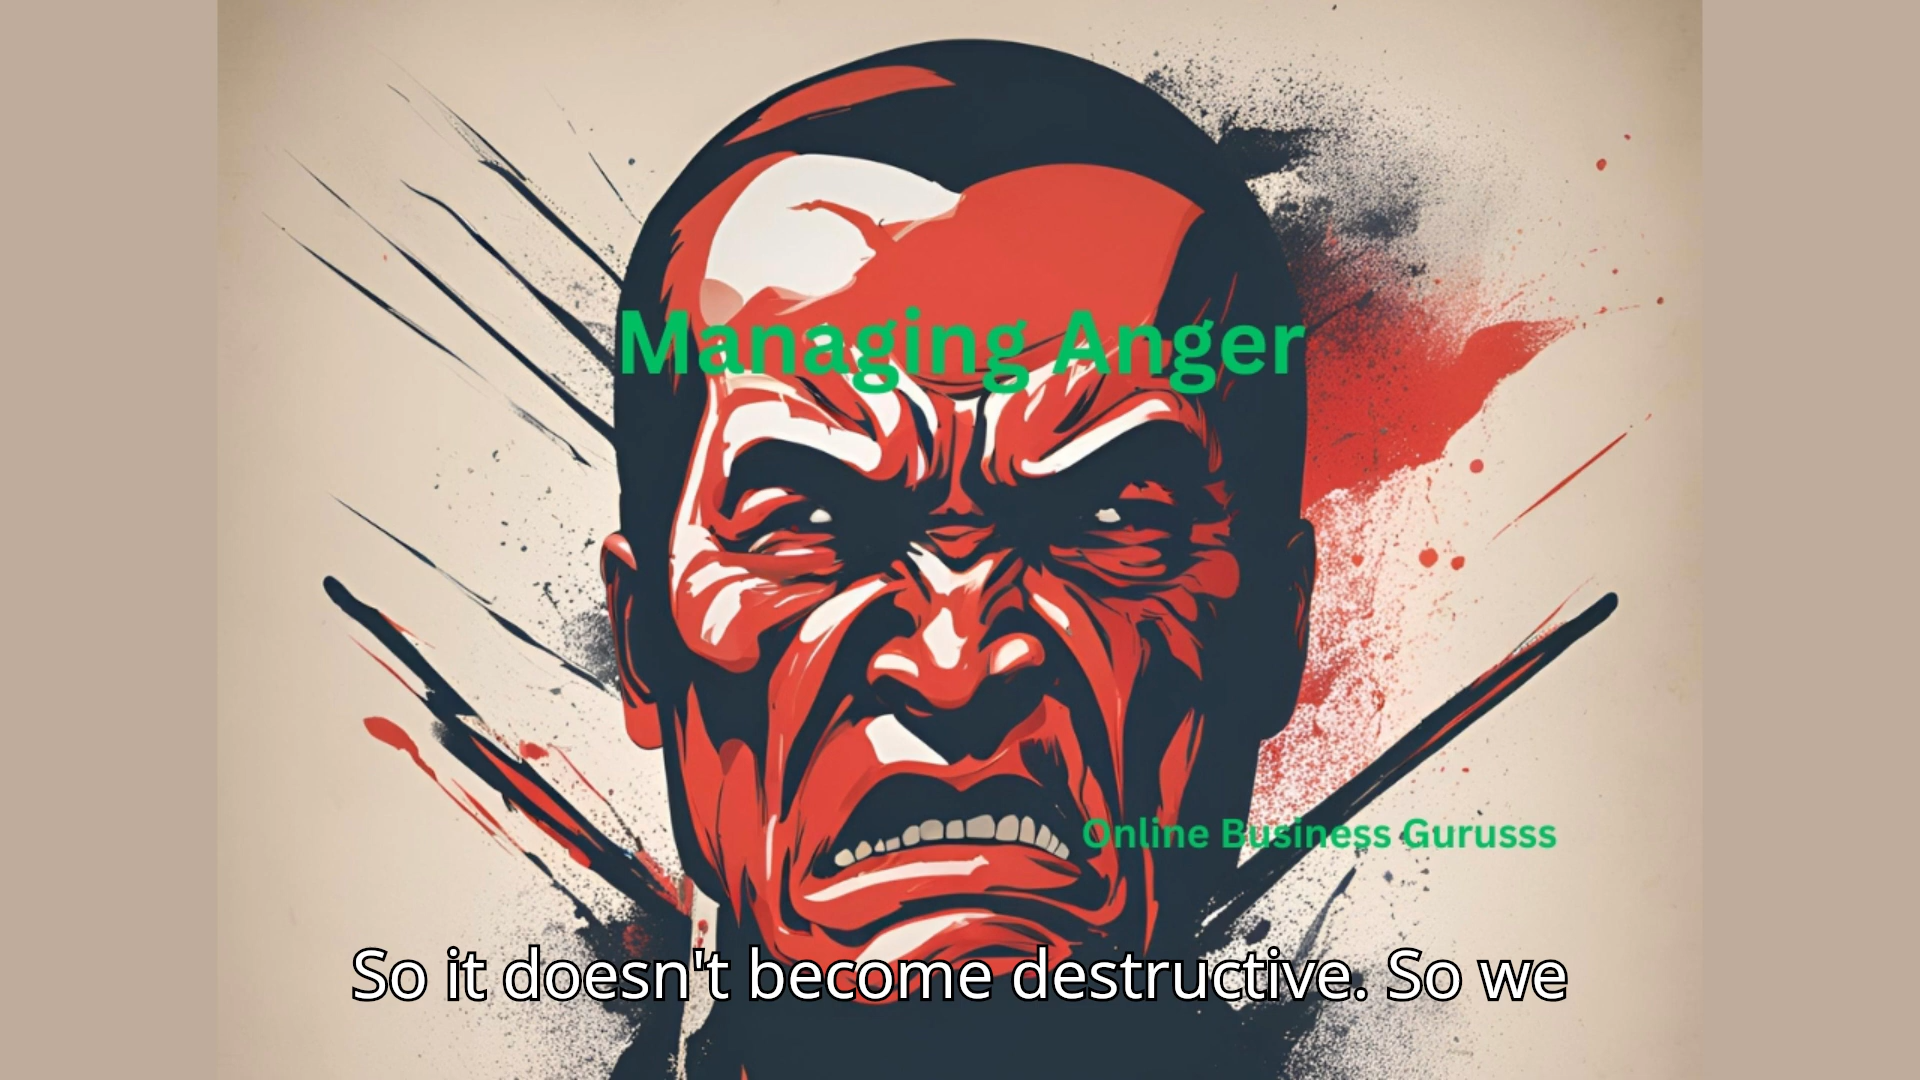 Managing Anger
Online Business Gurusss
So it doesn't become destructive. So we